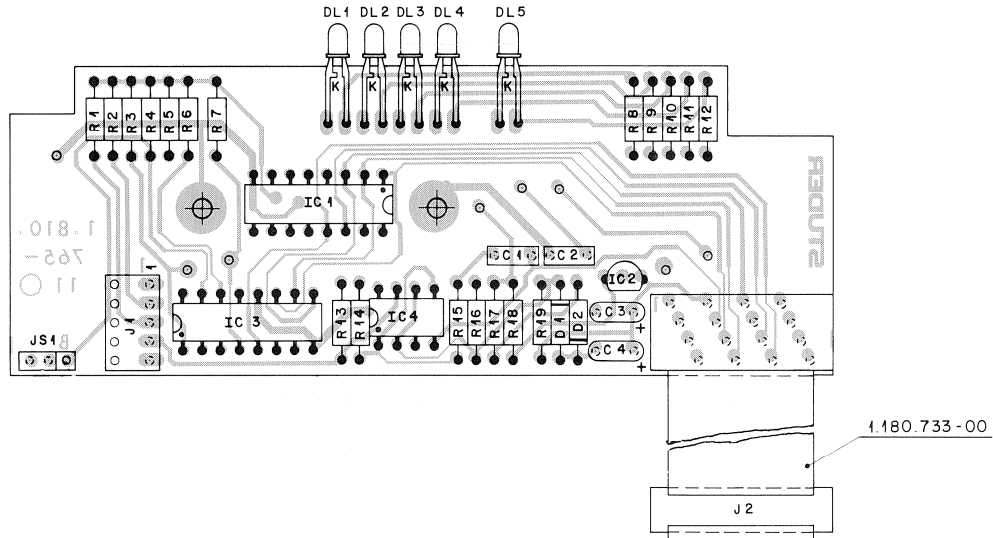 DL1 DL2 DL3 DL4 DL5
K K K K K
R1 R2 R3 R4 R5 R6 R7
R8 R9 R10 R11 R12
IC1
STUDER
1.810.
765-
11
C1 C2
IC2
1
J1
IC3
R13 R14
IC4
R15 R16 R17 R18
R19 D1 D2
C3
+
C4
+
JS1
B
1.180.733-00
J2